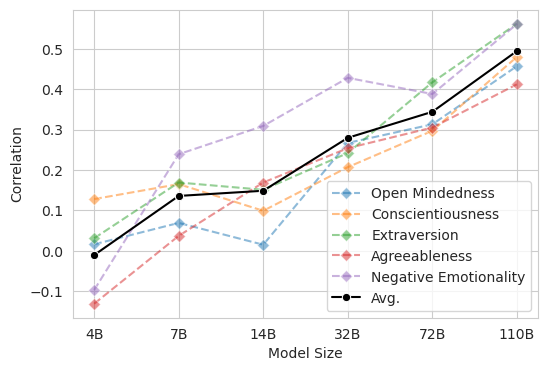 Correlation
0.5
0.4
0.3
0.2
0.1
0.0
−0.1
Open Mindedness
Conscientiousness
Extraversion
Agreeableness
Negative Emotionality
Avg.
4B 7B 14B 32B 72B 110B
Model Size